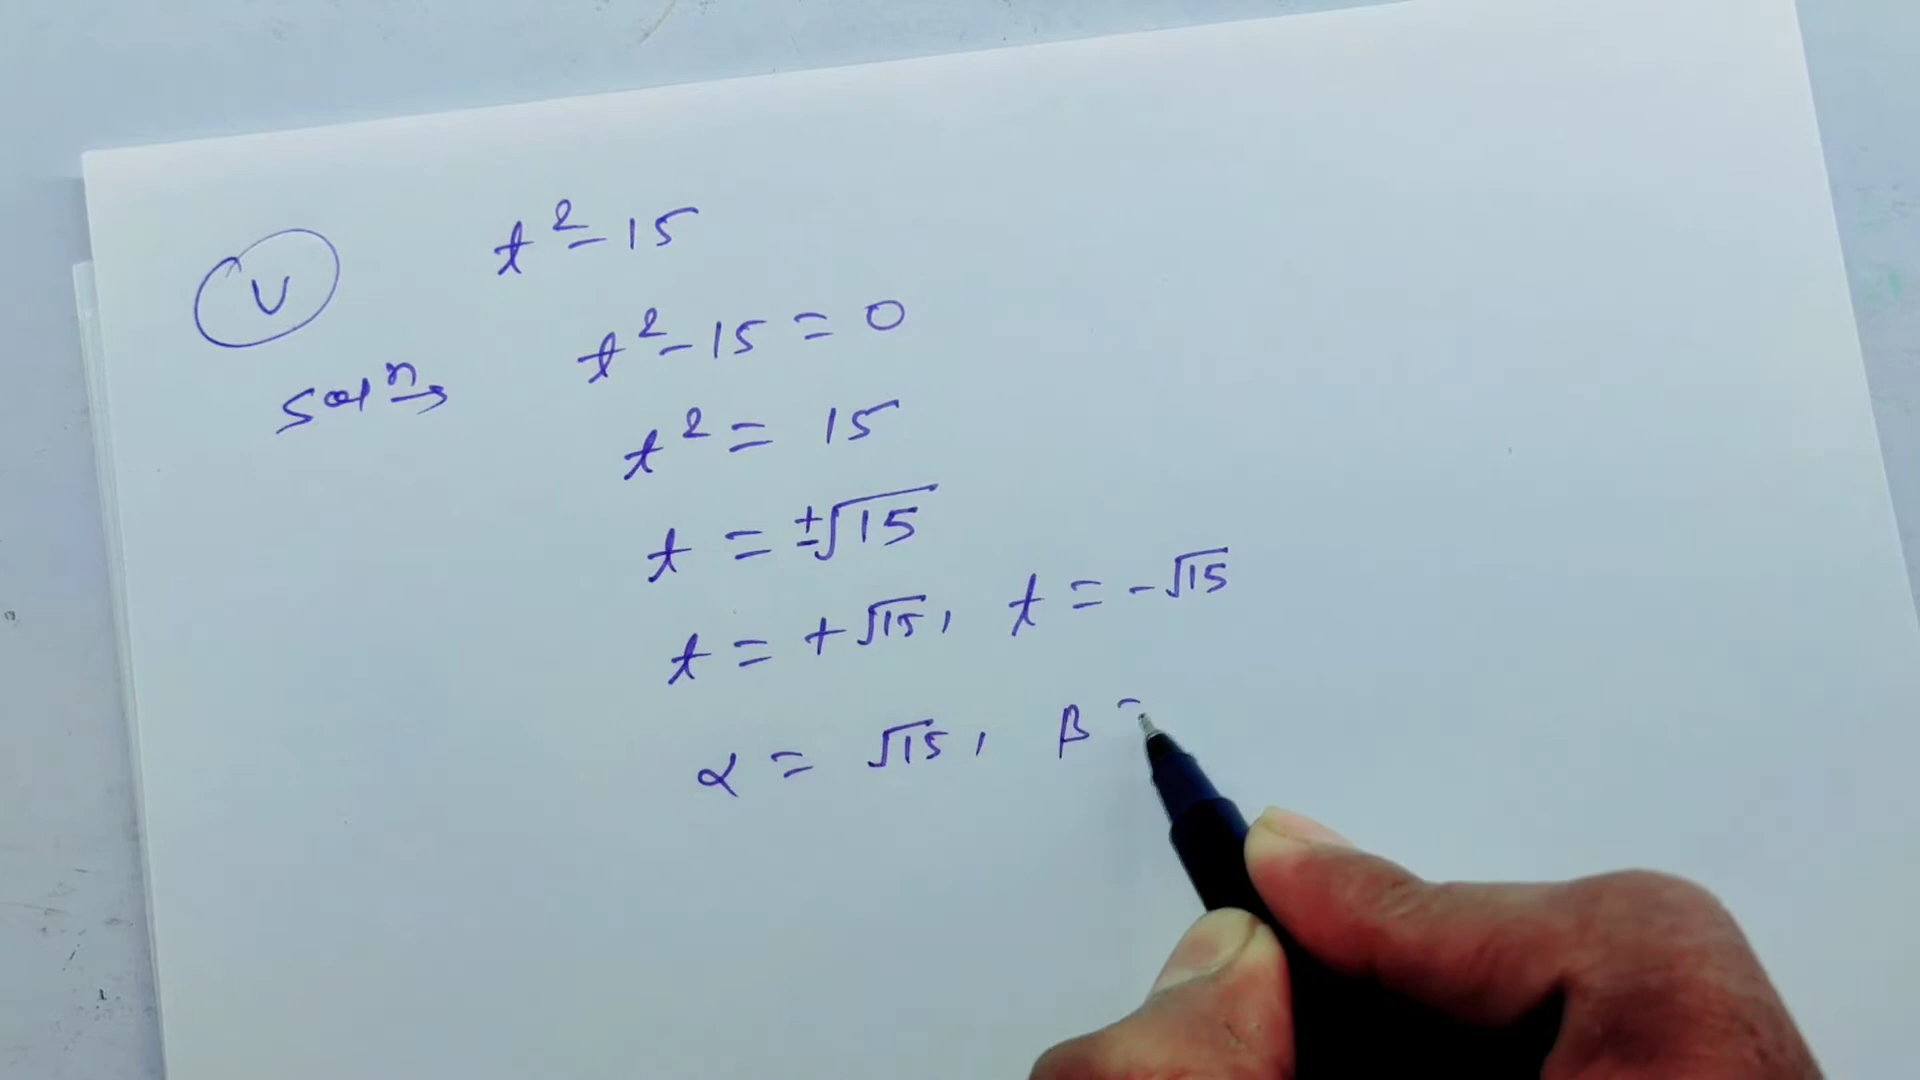 V t² - 15
Solⁿ→ t² - 15 = 0
t² = 15
t = ±√15
t = +√15, t = -√15
α = √15, β =